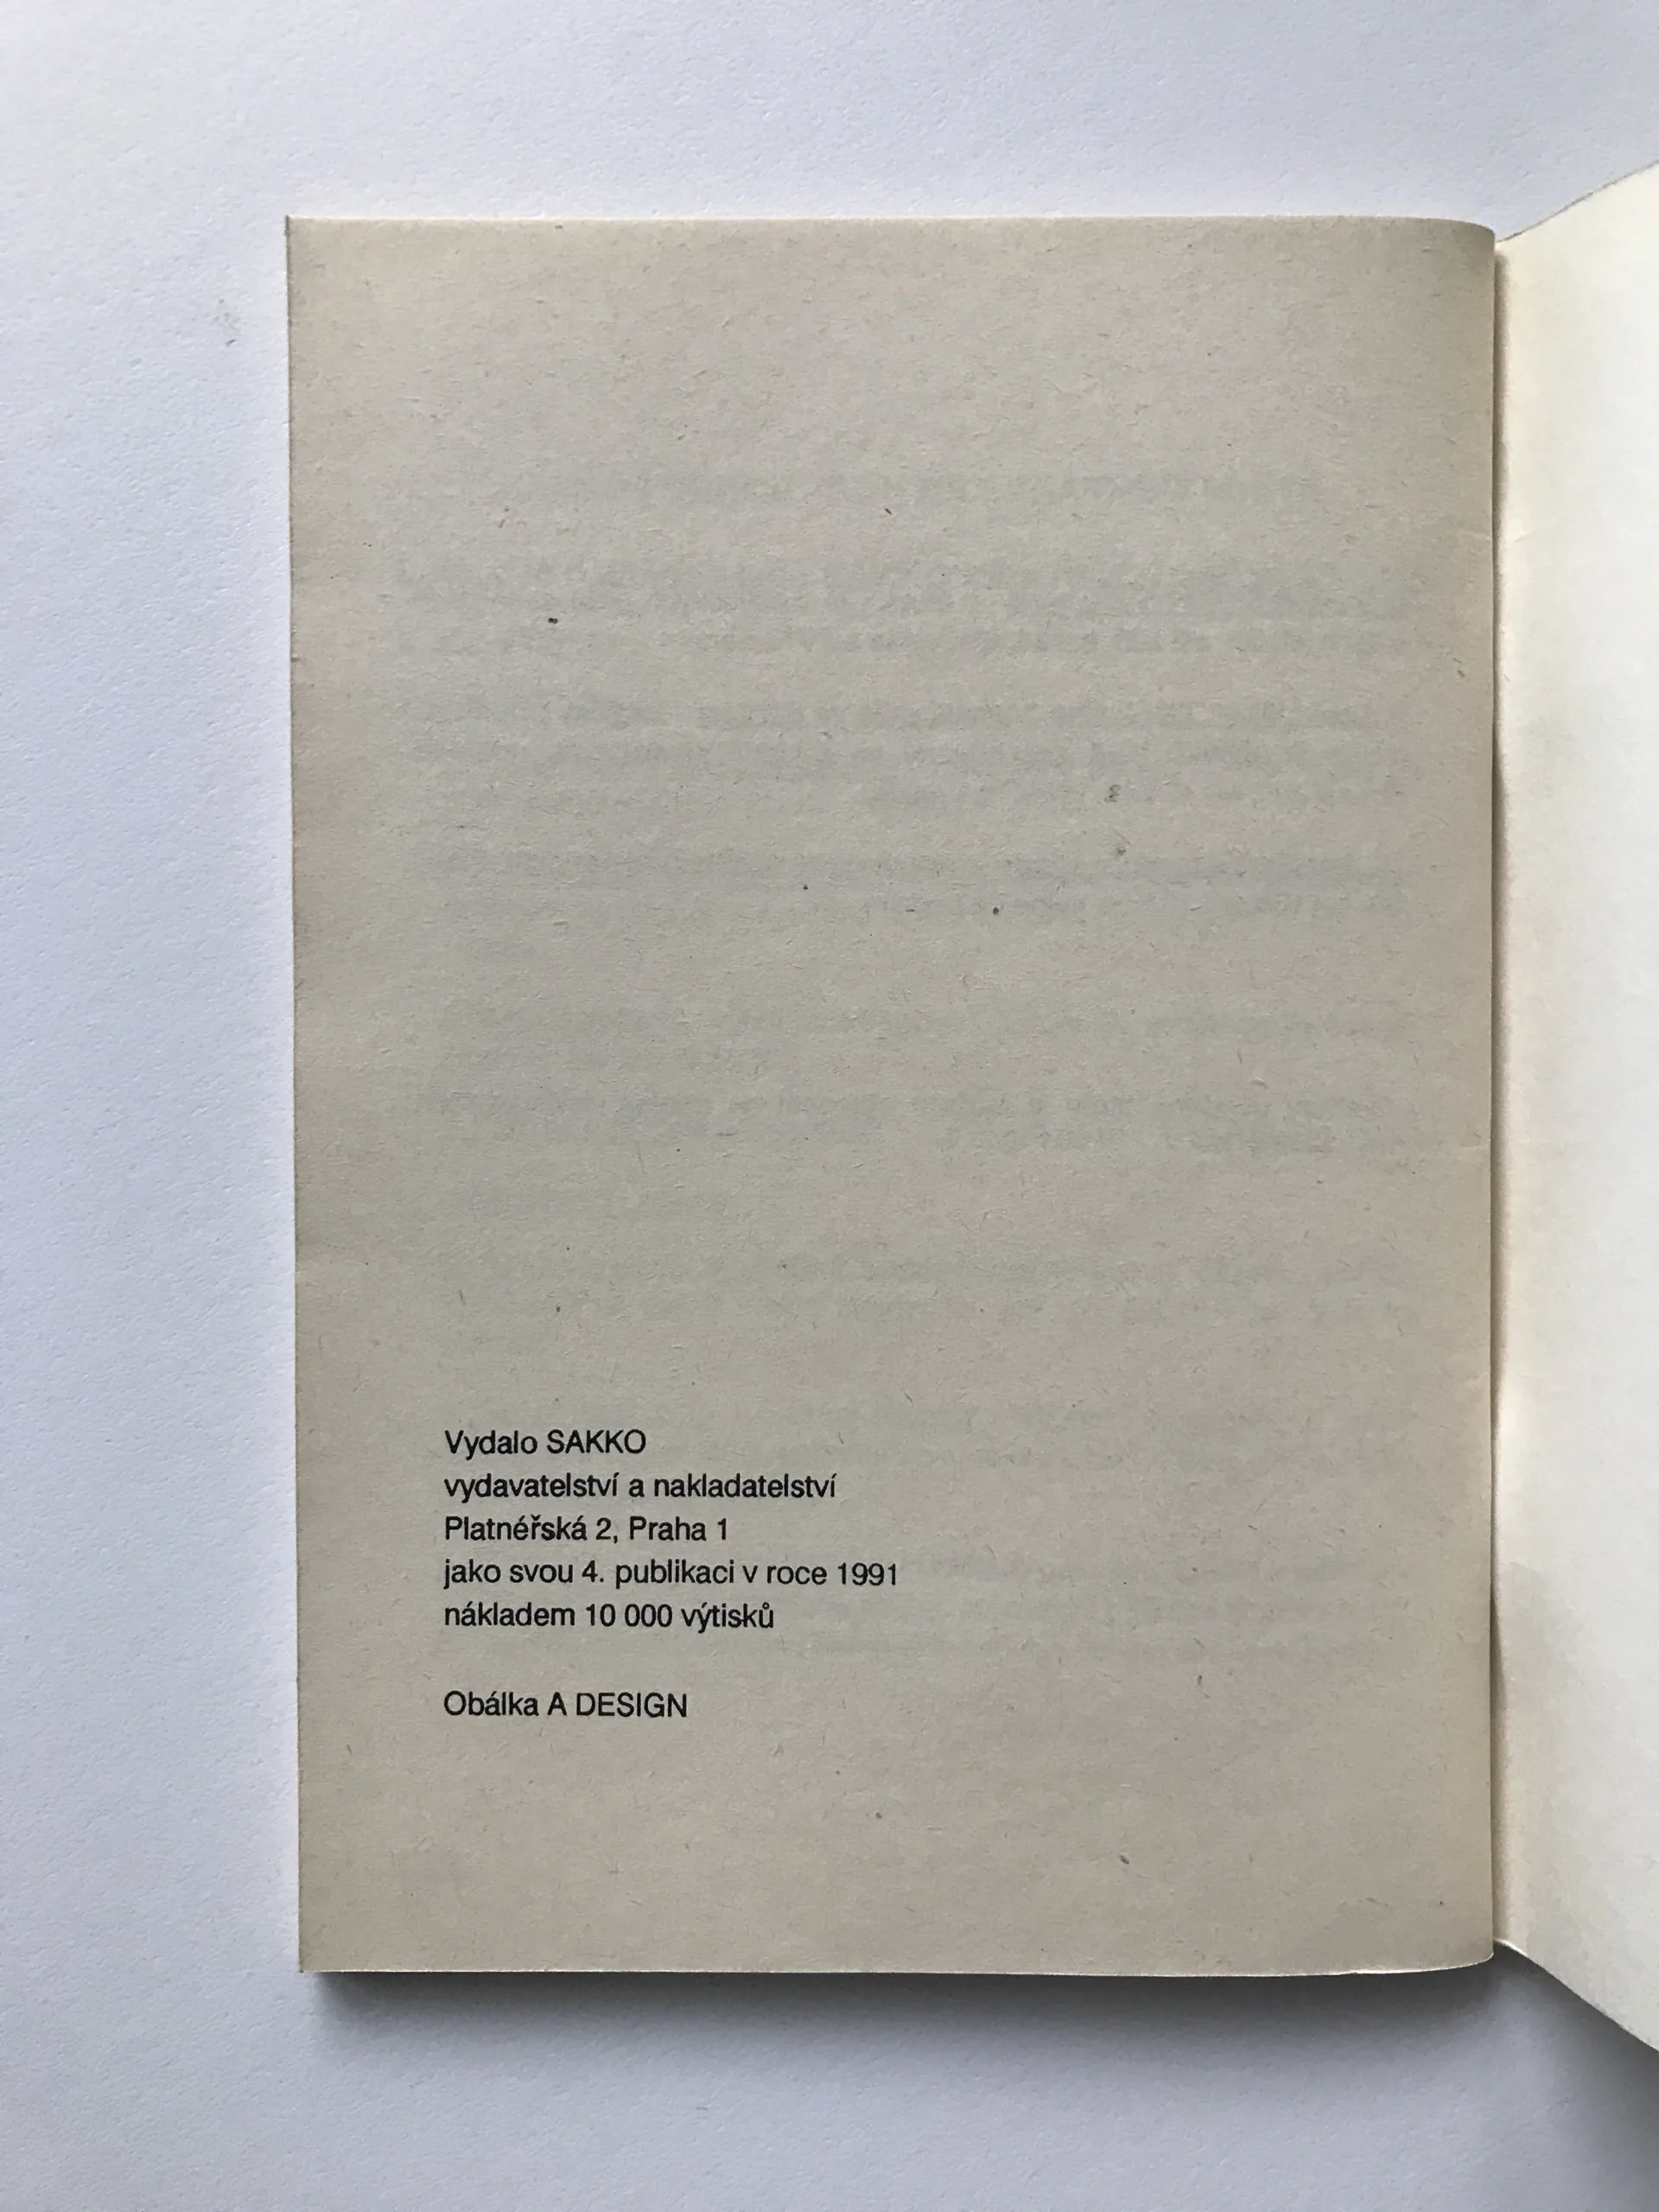 Vydalo SAKKO
vydavatelství a nakladatelství
Platnéřská 2, Praha 1
jako svou 4. publikaci v roce 1991
nákladem 10 000 výtisků
Obálka A DESIGN